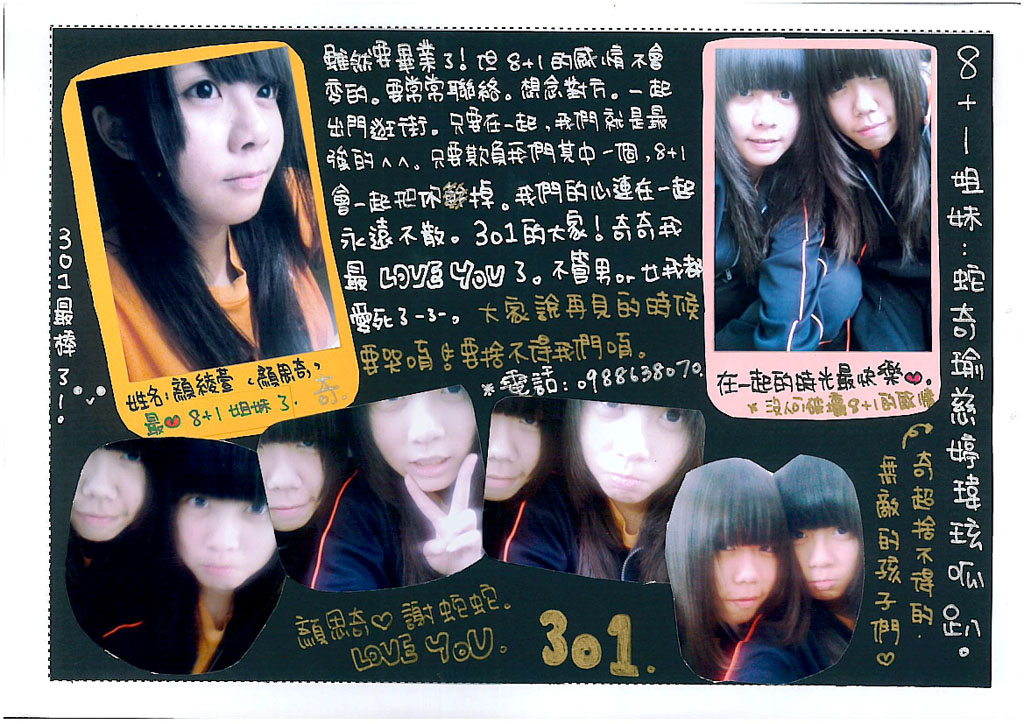 雖然要畢業了!但8+1的感情不會
變的。要常常聯絡。想念對方。一起
出門逛街。只要在一起,我們就是最
強的^^。只要欺負我們其中一個,8+1
會一起把你幹掉。我們的心連在一起
永遠不散。301的大家!奇奇我
最LOVE YOU了。不管男or女我都
愛死了-3-。大家說再見的時候
要哭唷!!要捨不得我們唷。
*電話:0988638070
301最棒了!
姓名:顏綾萱(顏思奇)、奇.
最❤8+1姐妹了.
在一起的時光最快樂❤。
*沒人能壞8+1的感情
8+1姐妹:蛇奇瑜慈婷瑋玹呱趴。
奇超捨不得的.
無敵的孩子們♡
顏思奇♡謝蛇蛇.
LOVE YOU.
301.